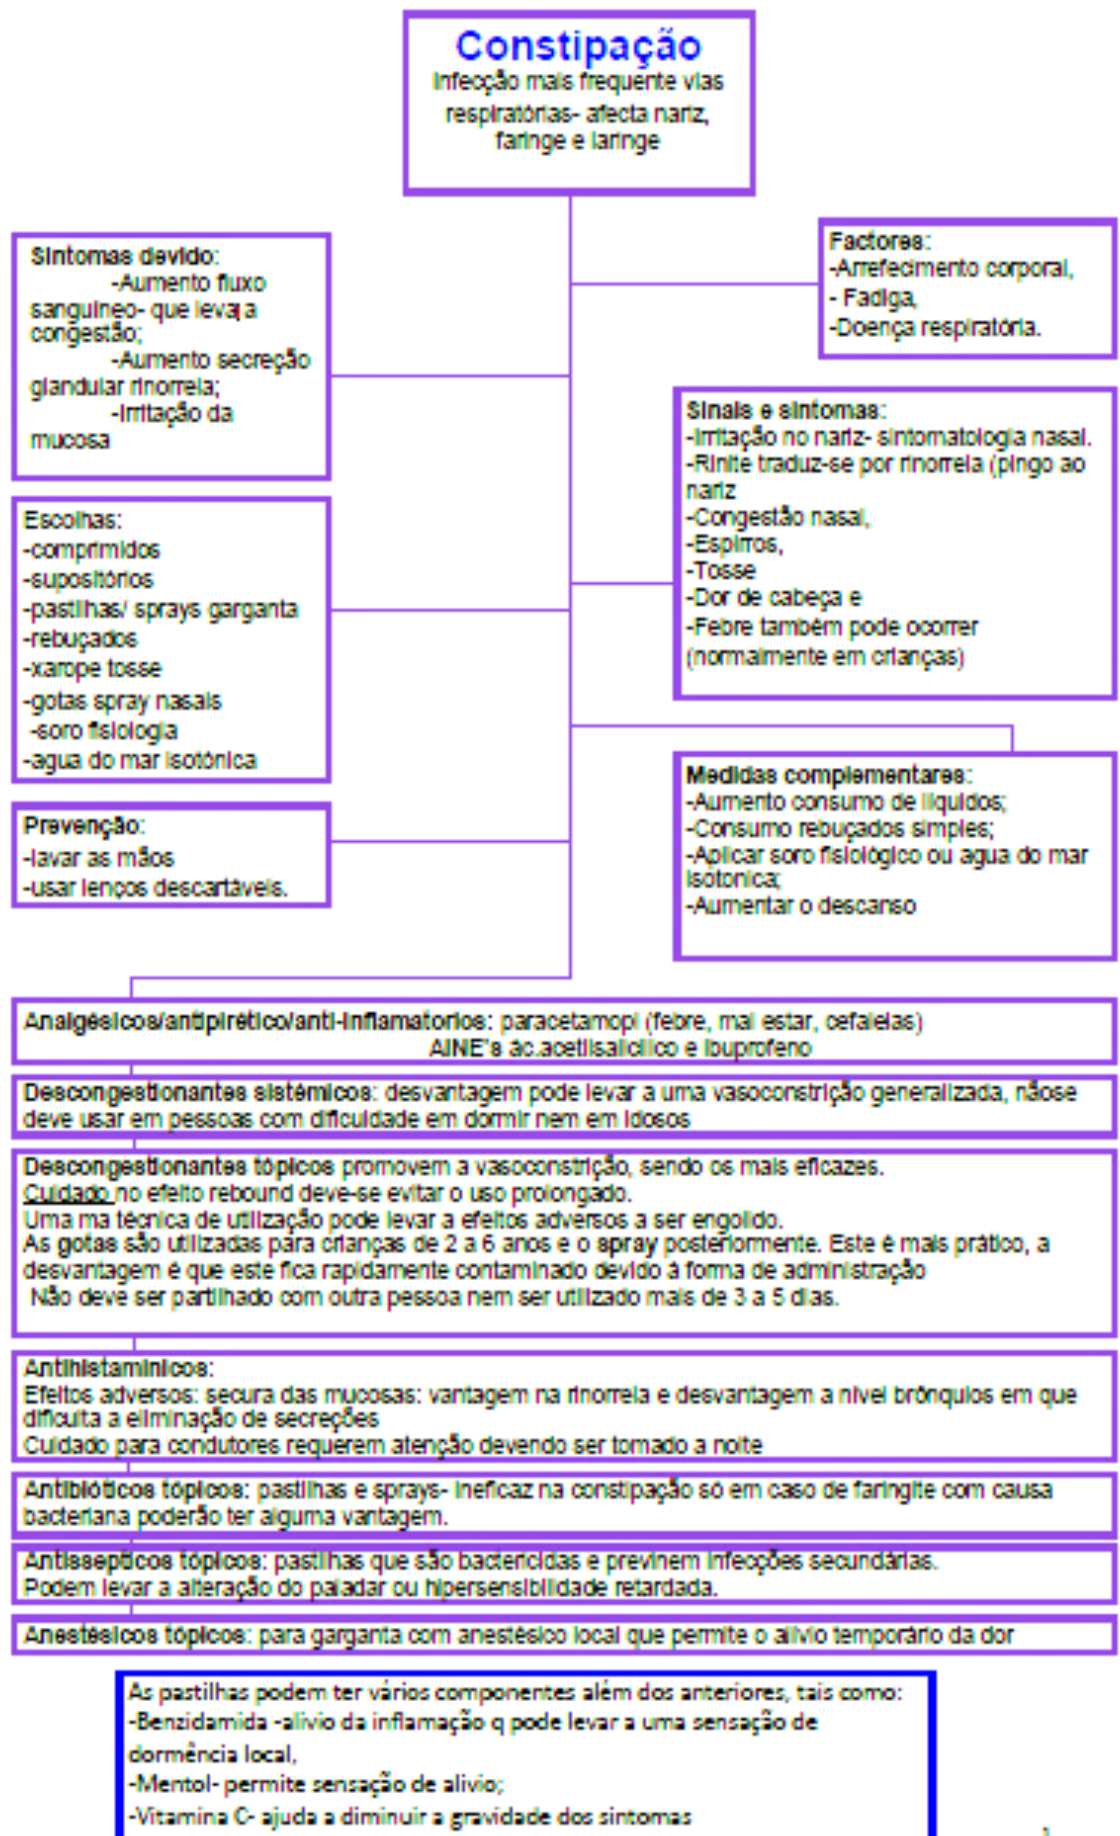 Constipação
Infecção mais frequente vias
respiratórias- afecta nariz,
faringe e laringe
Sintomas devido:
-Aumento fluxo
sanguíneo- que leva a
congestão;
-Aumento secreção
glandular rinorreia;
-Irritação da
mucosa
Factores:
-Arrefecimento corporal,
- Fadiga,
-Doença respiratória.
Sinais e sintomas:
-Irritação no nariz- sintomatologia nasal.
-Rinite traduz-se por rinorreia (pingo ao
nariz
-Congestão nasal,
-Espirros,
-Tosse
-Dor de cabeça e
-Febre também pode ocorrer
(normalmente em crianças)
Escolhas:
-comprimidos
-supositórios
-pastilhas/ sprays garganta
-rebuçados
-xarope tosse
-gotas spray nasais
-soro fisiologia
-agua do mar isotónica
Medidas complementares:
-Aumento consumo de líquidos;
-Consumo rebuçados simples;
-Aplicar soro fisiológico ou agua do mar
isotonica;
-Aumentar o descanso
Prevenção:
-lavar as mãos
-usar lenços descartáveis.
Analgésicos/antipirético/anti-inflamatorios: paracetamopl (febre, mal estar, cefaleias)
AINE's ác.acetilsalicílico e ibuprofeno
Descongestionantes sistémicos: desvantagem pode levar a uma vasoconstrição generalizada, nãose
deve usar em pessoas com dificuldade em dormir nem em idosos
Descongestionantes tópicos promovem a vasoconstrição, sendo os mais eficazes.
Cuidado no efeito rebound deve-se evitar o uso prolongado.
Uma ma técnica de utilização pode levar a efeitos adversos a ser engolido.
As gotas são utilizadas para crianças de 2 a 6 anos e o spray posteriormente. Este é mais prático, a
desvantagem é que este fica rapidamente contaminado devido à forma de administração
Não deve ser partilhado com outra pessoa nem ser utilizado mais de 3 a 5 dias.
Antihistamínicos:
Efeitos adversos: secura das mucosas: vantagem na rinorreia e desvantagem a nível brônquios em que
dificulta a eliminação de secreções
Cuidado para condutores requerem atenção devendo ser tomado a noite
Antibióticos tópicos: pastilhas e sprays- ineficaz na constipação só em caso de faringite com causa
bacteriana poderão ter alguma vantagem.
Antissepticos tópicos: pastilhas que são bactericidas e previnem infecções secundárias.
Podem levar a alteração do paladar ou hipersensibilidade retardada.
Anestésicos tópicos: para garganta com anestésico local que permite o alívio temporário da dor
As pastilhas podem ter vários componentes além dos anteriores, tais como:
-Benzidamida -alivio da inflamação q pode levar a uma sensação de
dormência local,
-Mentol- permite sensação de alivio;
-Vitamina C- ajuda a diminuir a gravidade dos sintomas